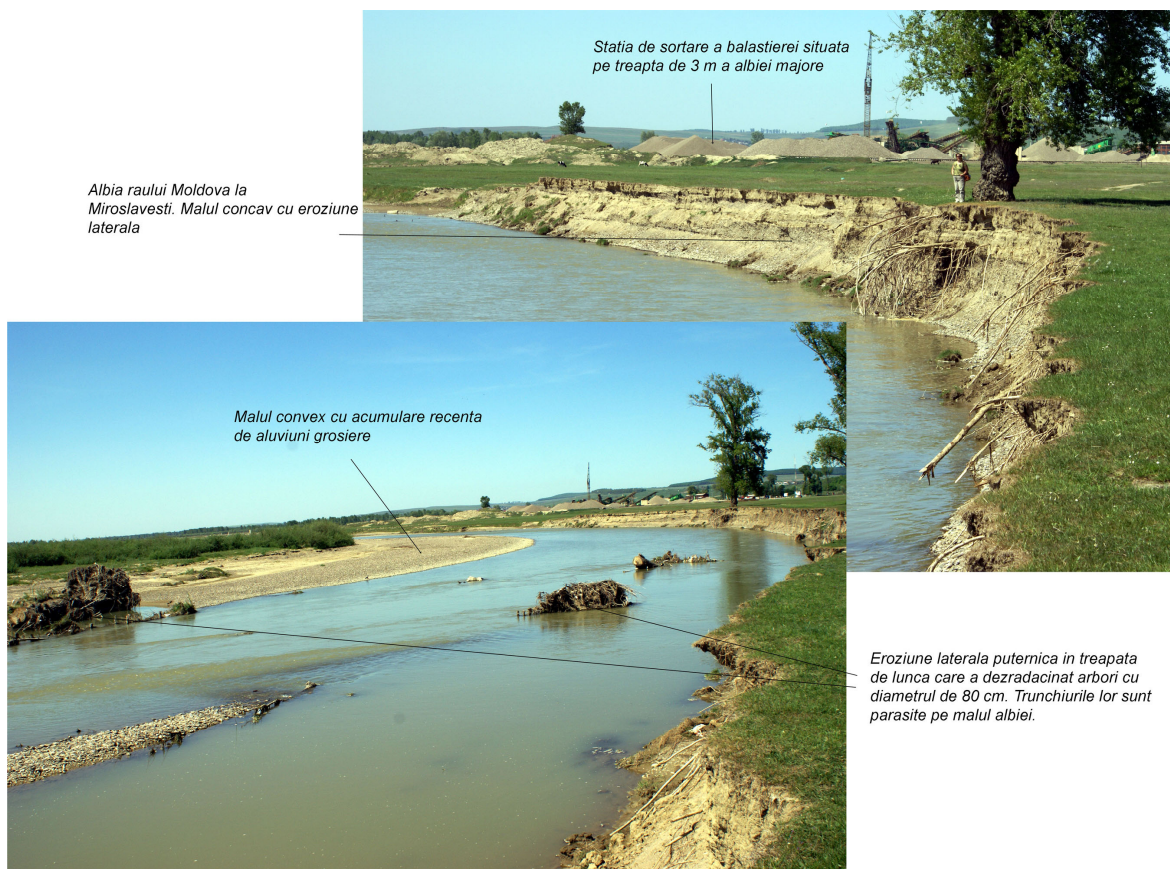 Statia de sortare a balastierei situata
pe treapta de 3 m a albiei majore
Albia raului Moldova la
Miroslavesti. Malul concav cu eroziune
laterala
Malul convex cu acumulare recenta
de aluviuni grosiere
Eroziune laterala puternica in treapata
de lunca care a dezradacinat arbori cu
diametrul de 80 cm. Trunchiurile lor sunt
parasite pe malul albiei.